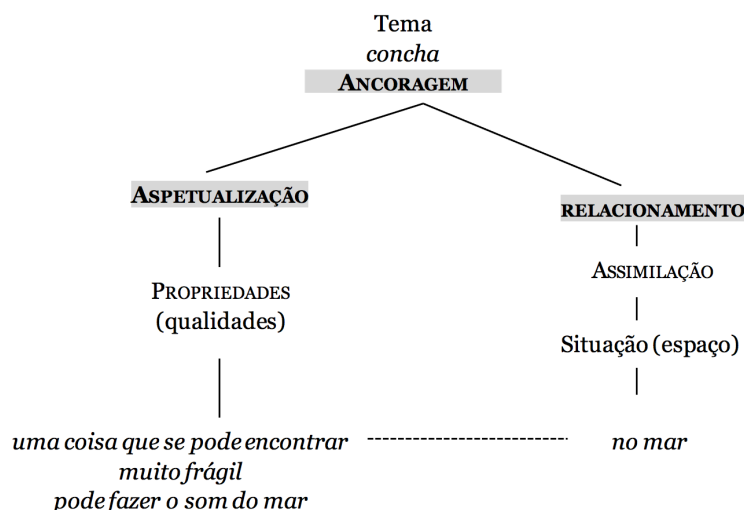 Tema
concha
ANCORAGEM
ASPETUALIZAÇÃO
RELACIONAMENTO
ASSIMILAÇÃO
PROPRIEDADES
(qualidades)
Situação (espaço)
uma coisa que se pode encontrar
no mar
muito frágil
pode fazer o som do mar